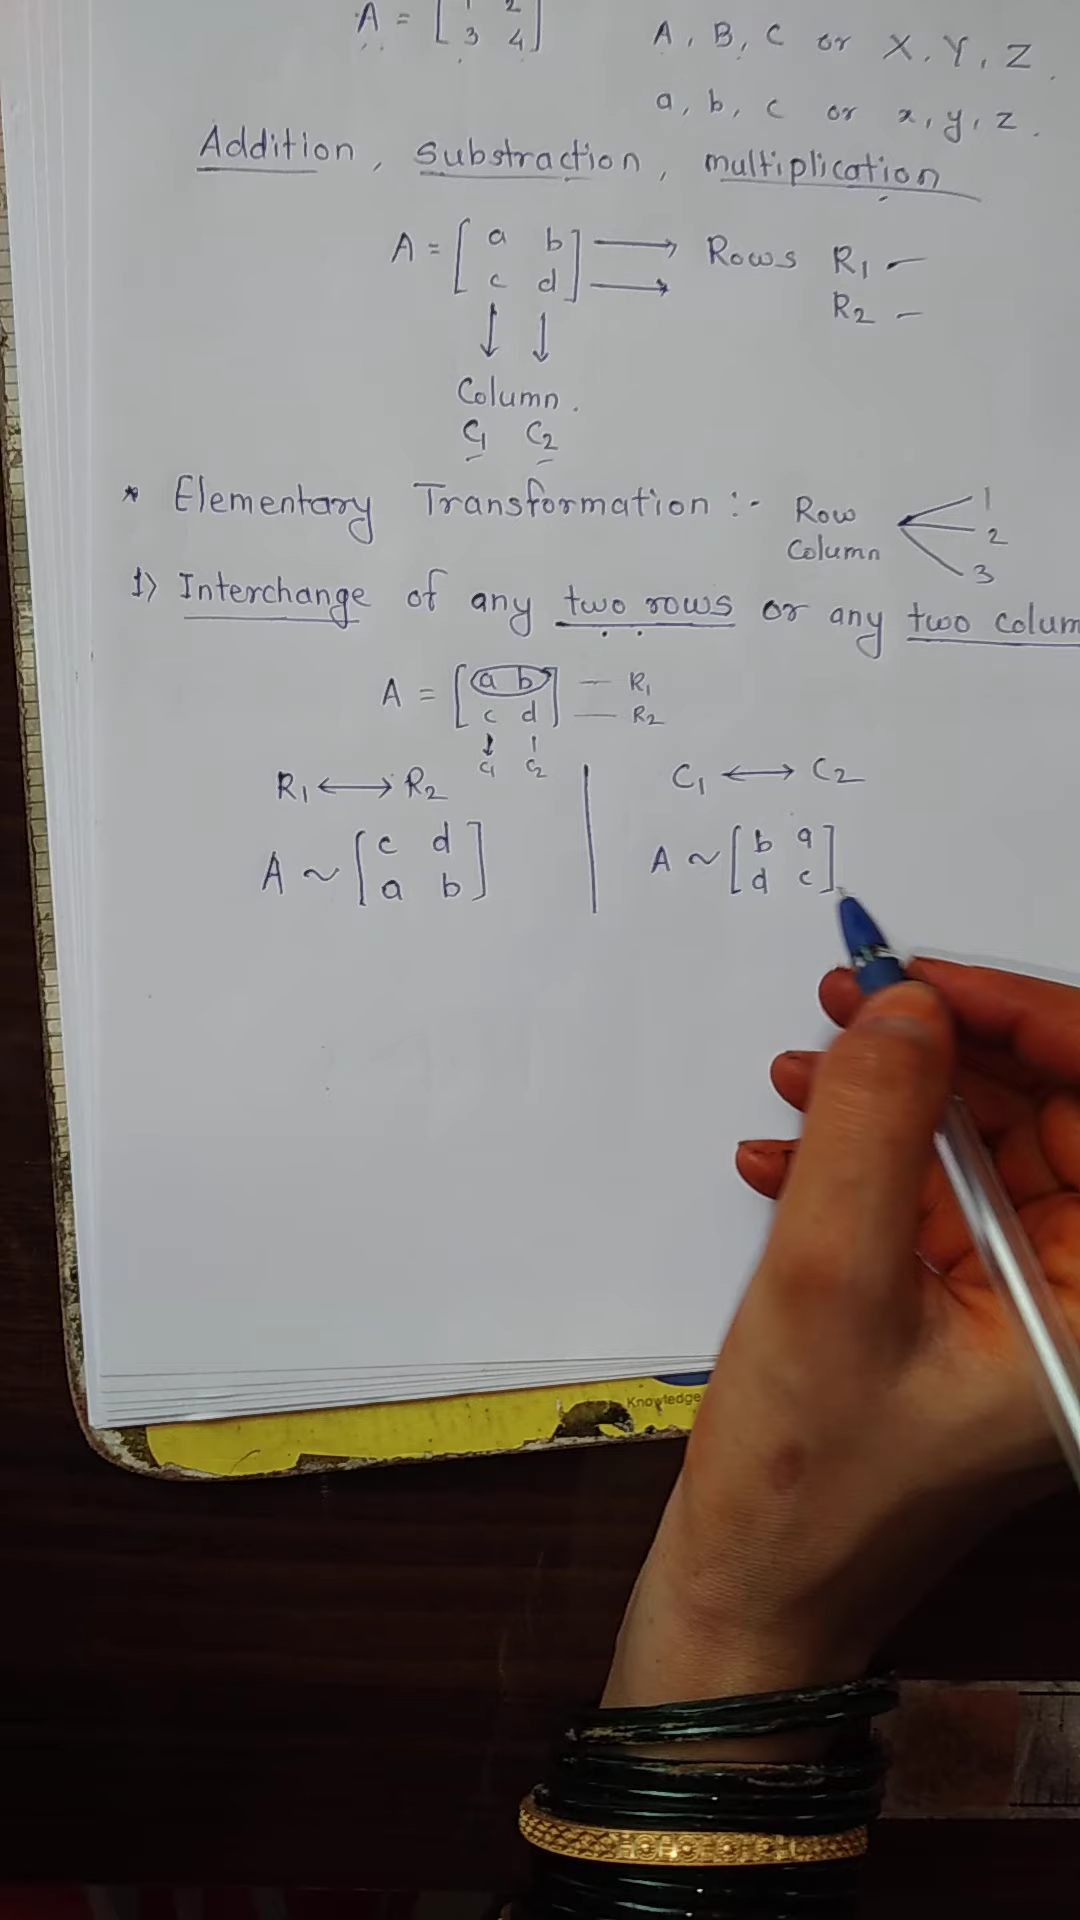 A = [ 1 2
3 4 ]
A, B, C or X, Y, Z.
a, b, c or x, y, z.
Addition, substraction, multiplication
A = [ a b ] → Rows R1 –
[ c d ] → R2 –
↓ ↓
Column.
C1 C2
* Elementary Transformation :- Row 1
Column 2
3
1) Interchange of any two rows or any two colum
A = [ a b ] — R1
[ c d ] — R2
C1 C2
R1 ↔ R2
A ~ [ c d
a b ]
C1 ↔ C2
A ~ [ b a
d c ]
Knowledge